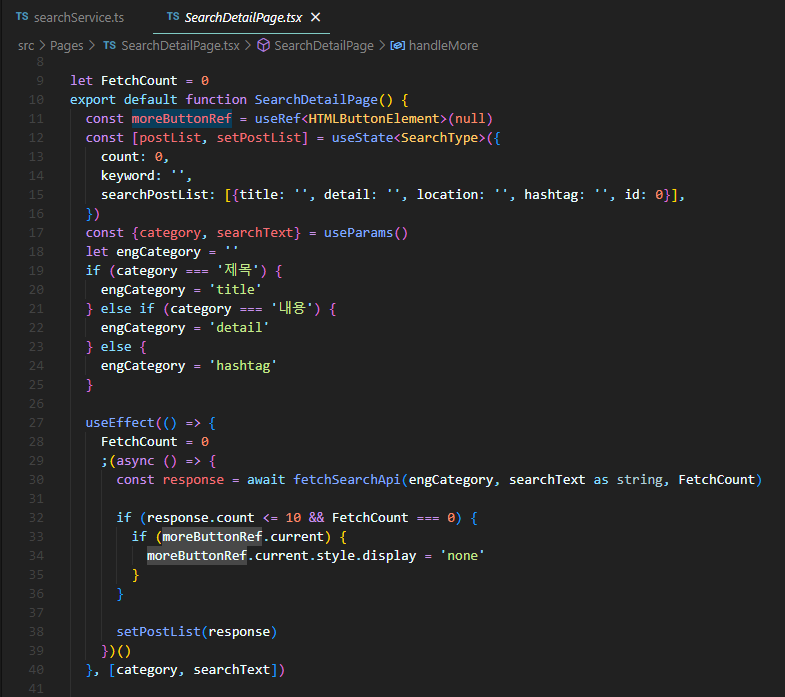 TS searchService.ts TS SearchDetailPage.tsx ×
src > Pages > TS SearchDetailPage.tsx > SearchDetailPage > handleMore
8
9 let FetchCount = 0
10 export default function SearchDetailPage() {
11 const moreButtonRef = useRef<HTMLButtonElement>(null)
12 const [postList, setPostList] = useState<SearchType>({
13 count: 0,
14 keyword: '',
15 searchPostList: [{title: '', detail: '', location: '', hashtag: '', id: 0}],
16 })
17 const {category, searchText} = useParams()
18 let engCategory = ''
19 if (category === '제목') {
20 engCategory = 'title'
21 } else if (category === '내용') {
22 engCategory = 'detail'
23 } else {
24 engCategory = 'hashtag'
25 }
26
27 useEffect(() => {
28 FetchCount = 0
29 ;(async () => {
30 const response = await fetchSearchApi(engCategory, searchText as string, FetchCount)
31
32 if (response.count <= 10 && FetchCount === 0) {
33 if (moreButtonRef.current) {
34 moreButtonRef.current.style.display = 'none'
35 }
36 }
37
38 setPostList(response)
39 })()
40 }, [category, searchText])
41